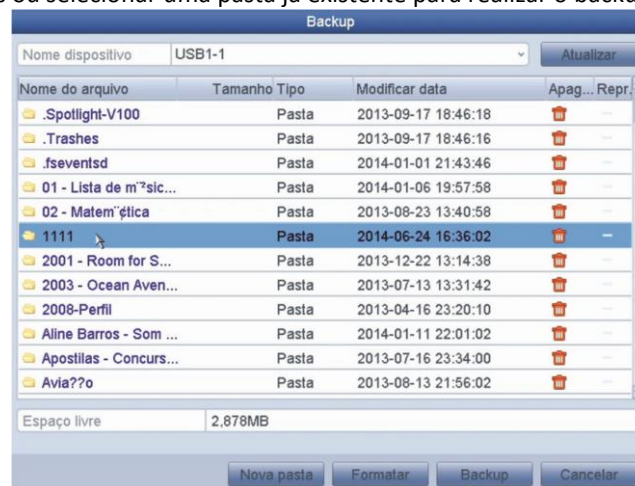 s ou selecionar uma pasta já existente para realizar o backu
Backup
Nome dispositivo USB1-1 Atualizar
Nome do arquivo Tamanho Tipo Modificar data Apag... Repr.
.Spotlight-V100 Pasta 2013-09-17 18:46:18
.Trashes Pasta 2013-09-17 18:46:16
.fseventsd Pasta 2014-01-01 21:43:46
01 - Lista de m¨²sic... Pasta 2014-01-06 19:57:58
02 - Matem¨¢tica Pasta 2013-08-23 13:40:58
1111 Pasta 2014-06-24 16:36:02
2001 - Room for S... Pasta 2013-12-22 13:14:38
2003 - Ocean Aven... Pasta 2013-07-13 13:31:42
2008-Perfil Pasta 2013-04-16 23:20:10
Aline Barros - Som ... Pasta 2014-01-11 22:01:02
Apostilas - Concurs... Pasta 2013-07-16 23:34:00
Avia??o Pasta 2013-08-13 21:56:02
Espaço livre 2,878MB
Nova pasta Formatar Backup Cancelar